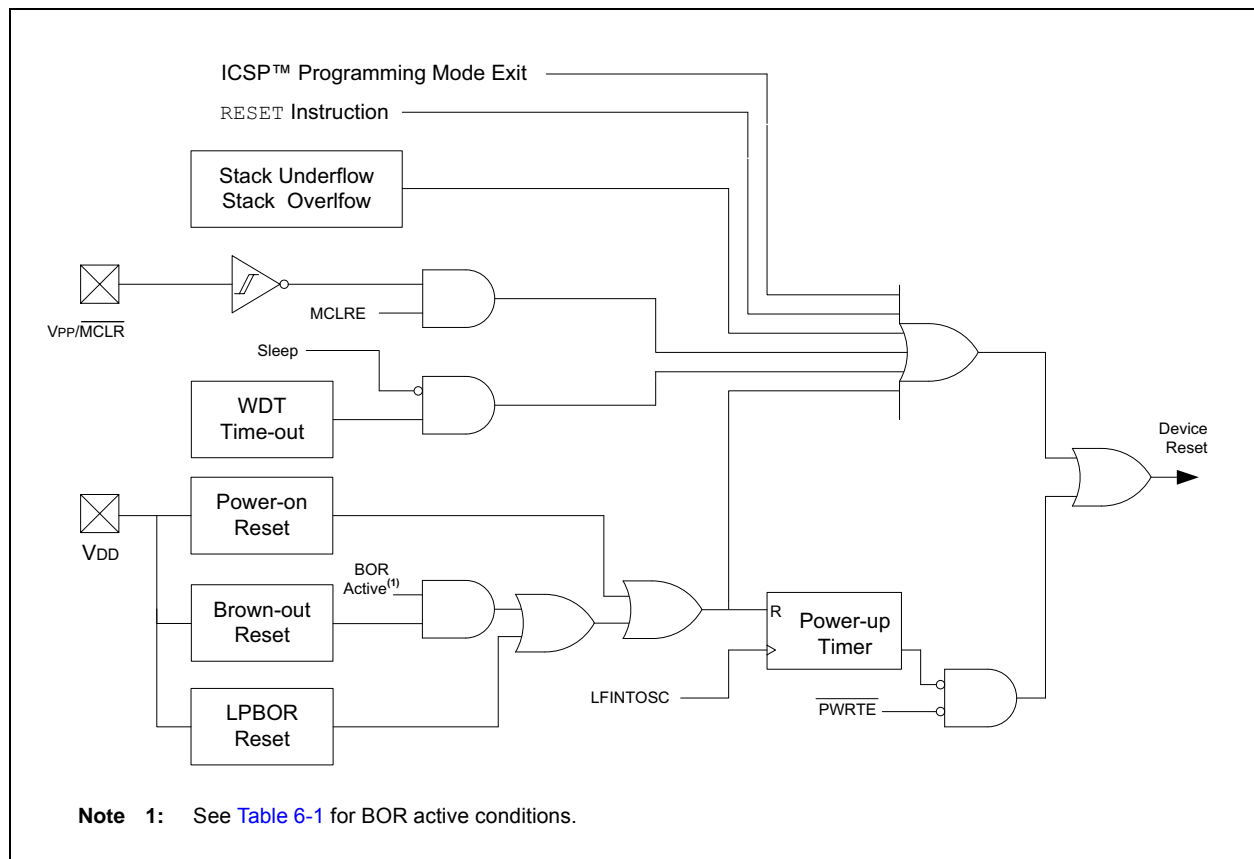 ICSP™ Programming Mode Exit
RESET Instruction
Stack Underflow
Stack Overlfow
VPP/MCLR
MCLRE
Sleep
WDT
Time-out
Device
Reset
VDD
Power-on
Reset
BOR
Active(1)
Brown-out
Reset
R
Power-up
Timer
LFINTOSC
PWRTE
LPBOR
Reset
Note 1: See Table 6-1 for BOR active conditions.